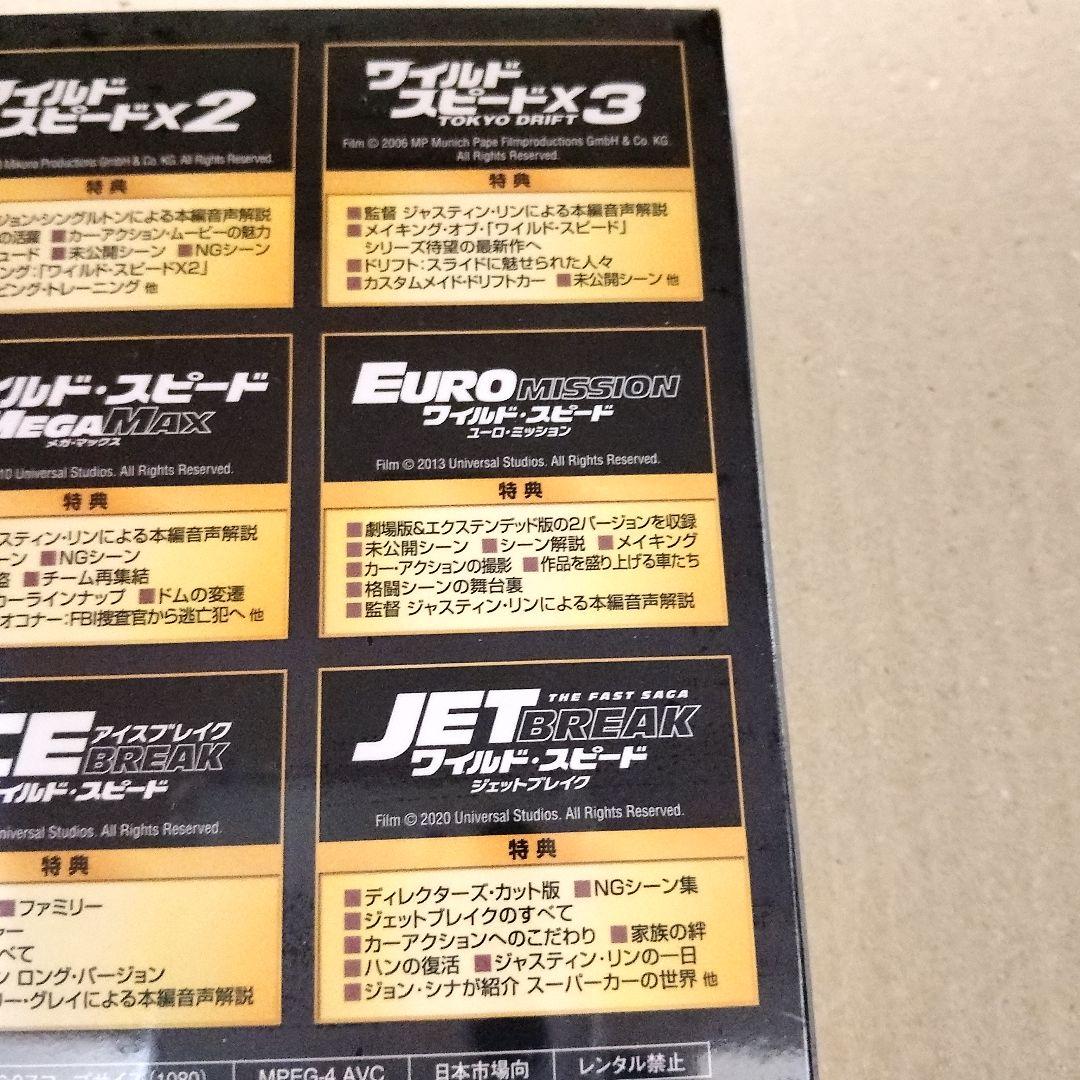 ワイルド
スピードX2
Mikona Productions GmbH & Co. KG. All Rights Reserved.
特典
ジョン・シングルトンによる本編音声解説
の活躍 ■カー・アクション・ムービーの魅力
ュード ■未公開シーン ■NGシーン
ング:「ワイルド・スピードX2」
ピング・トレーニング 他
ワイルド
スピードX3
TOKYO DRIFT
Film © 2006 MP Munich Pape Filmproductions GmbH & Co. KG.
All Rights Reserved.
特典
■監督 ジャスティン・リンによる本編音声解説
■メイキング・オブ・「ワイルド・スピード」
シリーズ待望の最新作へ
■ドリフト:スライドに魅せられた人々
■カスタムメイド・ドリフトカー ■未公開シーン 他
イルド・スピード
MEGAMAX
メガ・マックス
10 Universal Studios. All Rights Reserved.
特典
スティン・リンによる本編音声解説
ーン ■NGシーン
盗 ■チーム再集結
カーラインナップ ■ドムの変遷
オコナー:FBI捜査官から逃亡犯へ 他
EURO MISSION
ワイルド・スピード
ユーロ・ミッション
Film © 2013 Universal Studios. All Rights Reserved.
特典
■劇場版&エクステンデッド版の2バージョンを収録
■未公開シーン ■シーン解説 ■メイキング
■カー・アクションの撮影 ■作品を盛り上げる車たち
■格闘シーンの舞台裏
■監督 ジャスティン・リンによる本編音声解説
CE アイスブレイク
BREAK
イルド・スピード
niversal Studios. All Rights Reserved.
特典
■ファミリー
ャー
べて
ン ロング・バージョン
リー・グレイによる本編音声解説
THE FAST SAGA
JET BREAK
ワイルド・スピード
ジェットブレイク
Film © 2020 Universal Studios. All Rights Reserved.
特典
■ディレクターズ・カット版 ■NGシーン集
■ジェットブレイクのすべて
■カーアクションへのこだわり ■家族の絆
■ハンの復活 ■ジャスティン・リンの一日
■ジョン・シナが紹介 スーパーカーの世界 他
スコープサイズ(1080) MPEG-4 AVC 日本市場向 レンタル禁止